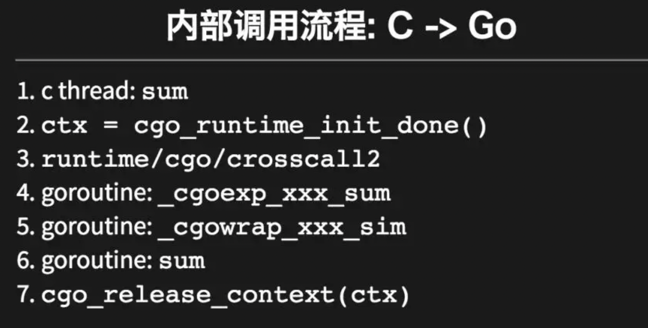 内部调用流程: C -> Go
1. c thread: sum
2. ctx = cgo_runtime_init_done()
3. runtime/cgo/crosscall2
4. goroutine: _cgoexp_xxx_sum
5. goroutine: _cgowrap_xxx_sim
6. goroutine: sum
7. cgo_release_context(ctx)